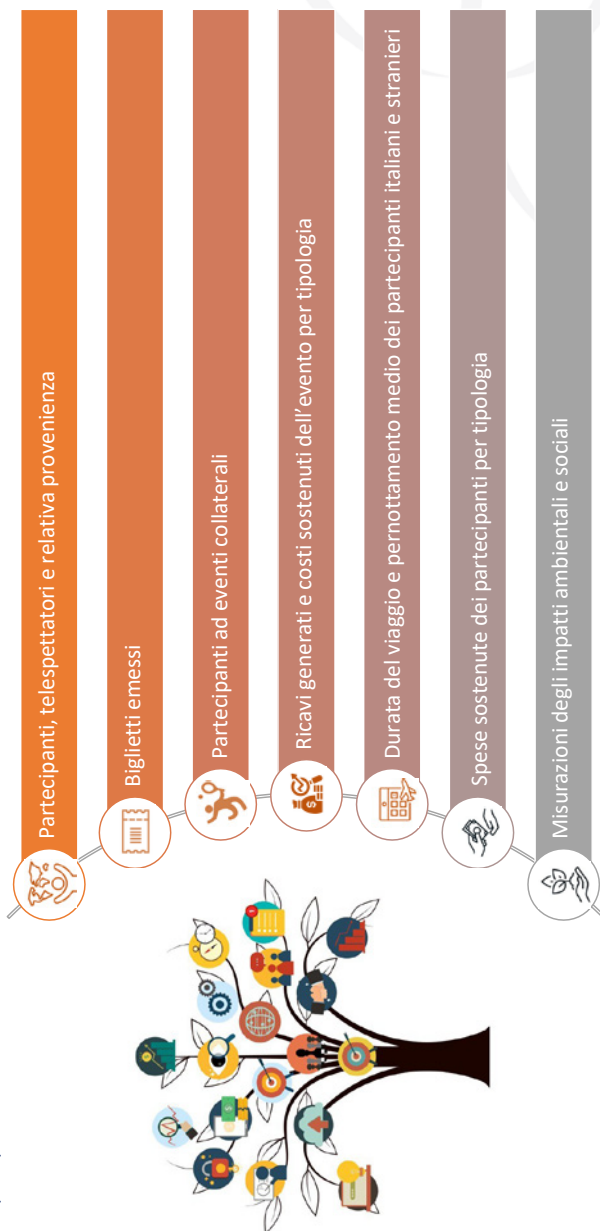 Partecipanti, telespettatori e relativa provenienza
Biglietti emessi
Partecipanti ad eventi collaterali
Ricavi generati e costi sostenuti dell'evento per tipologia
Durata del viaggio e pernottamento medio dei partecipanti italiani e stranieri
Spese sostenute dei partecipanti per tipologia
Misurazioni degli impatti ambientali e sociali